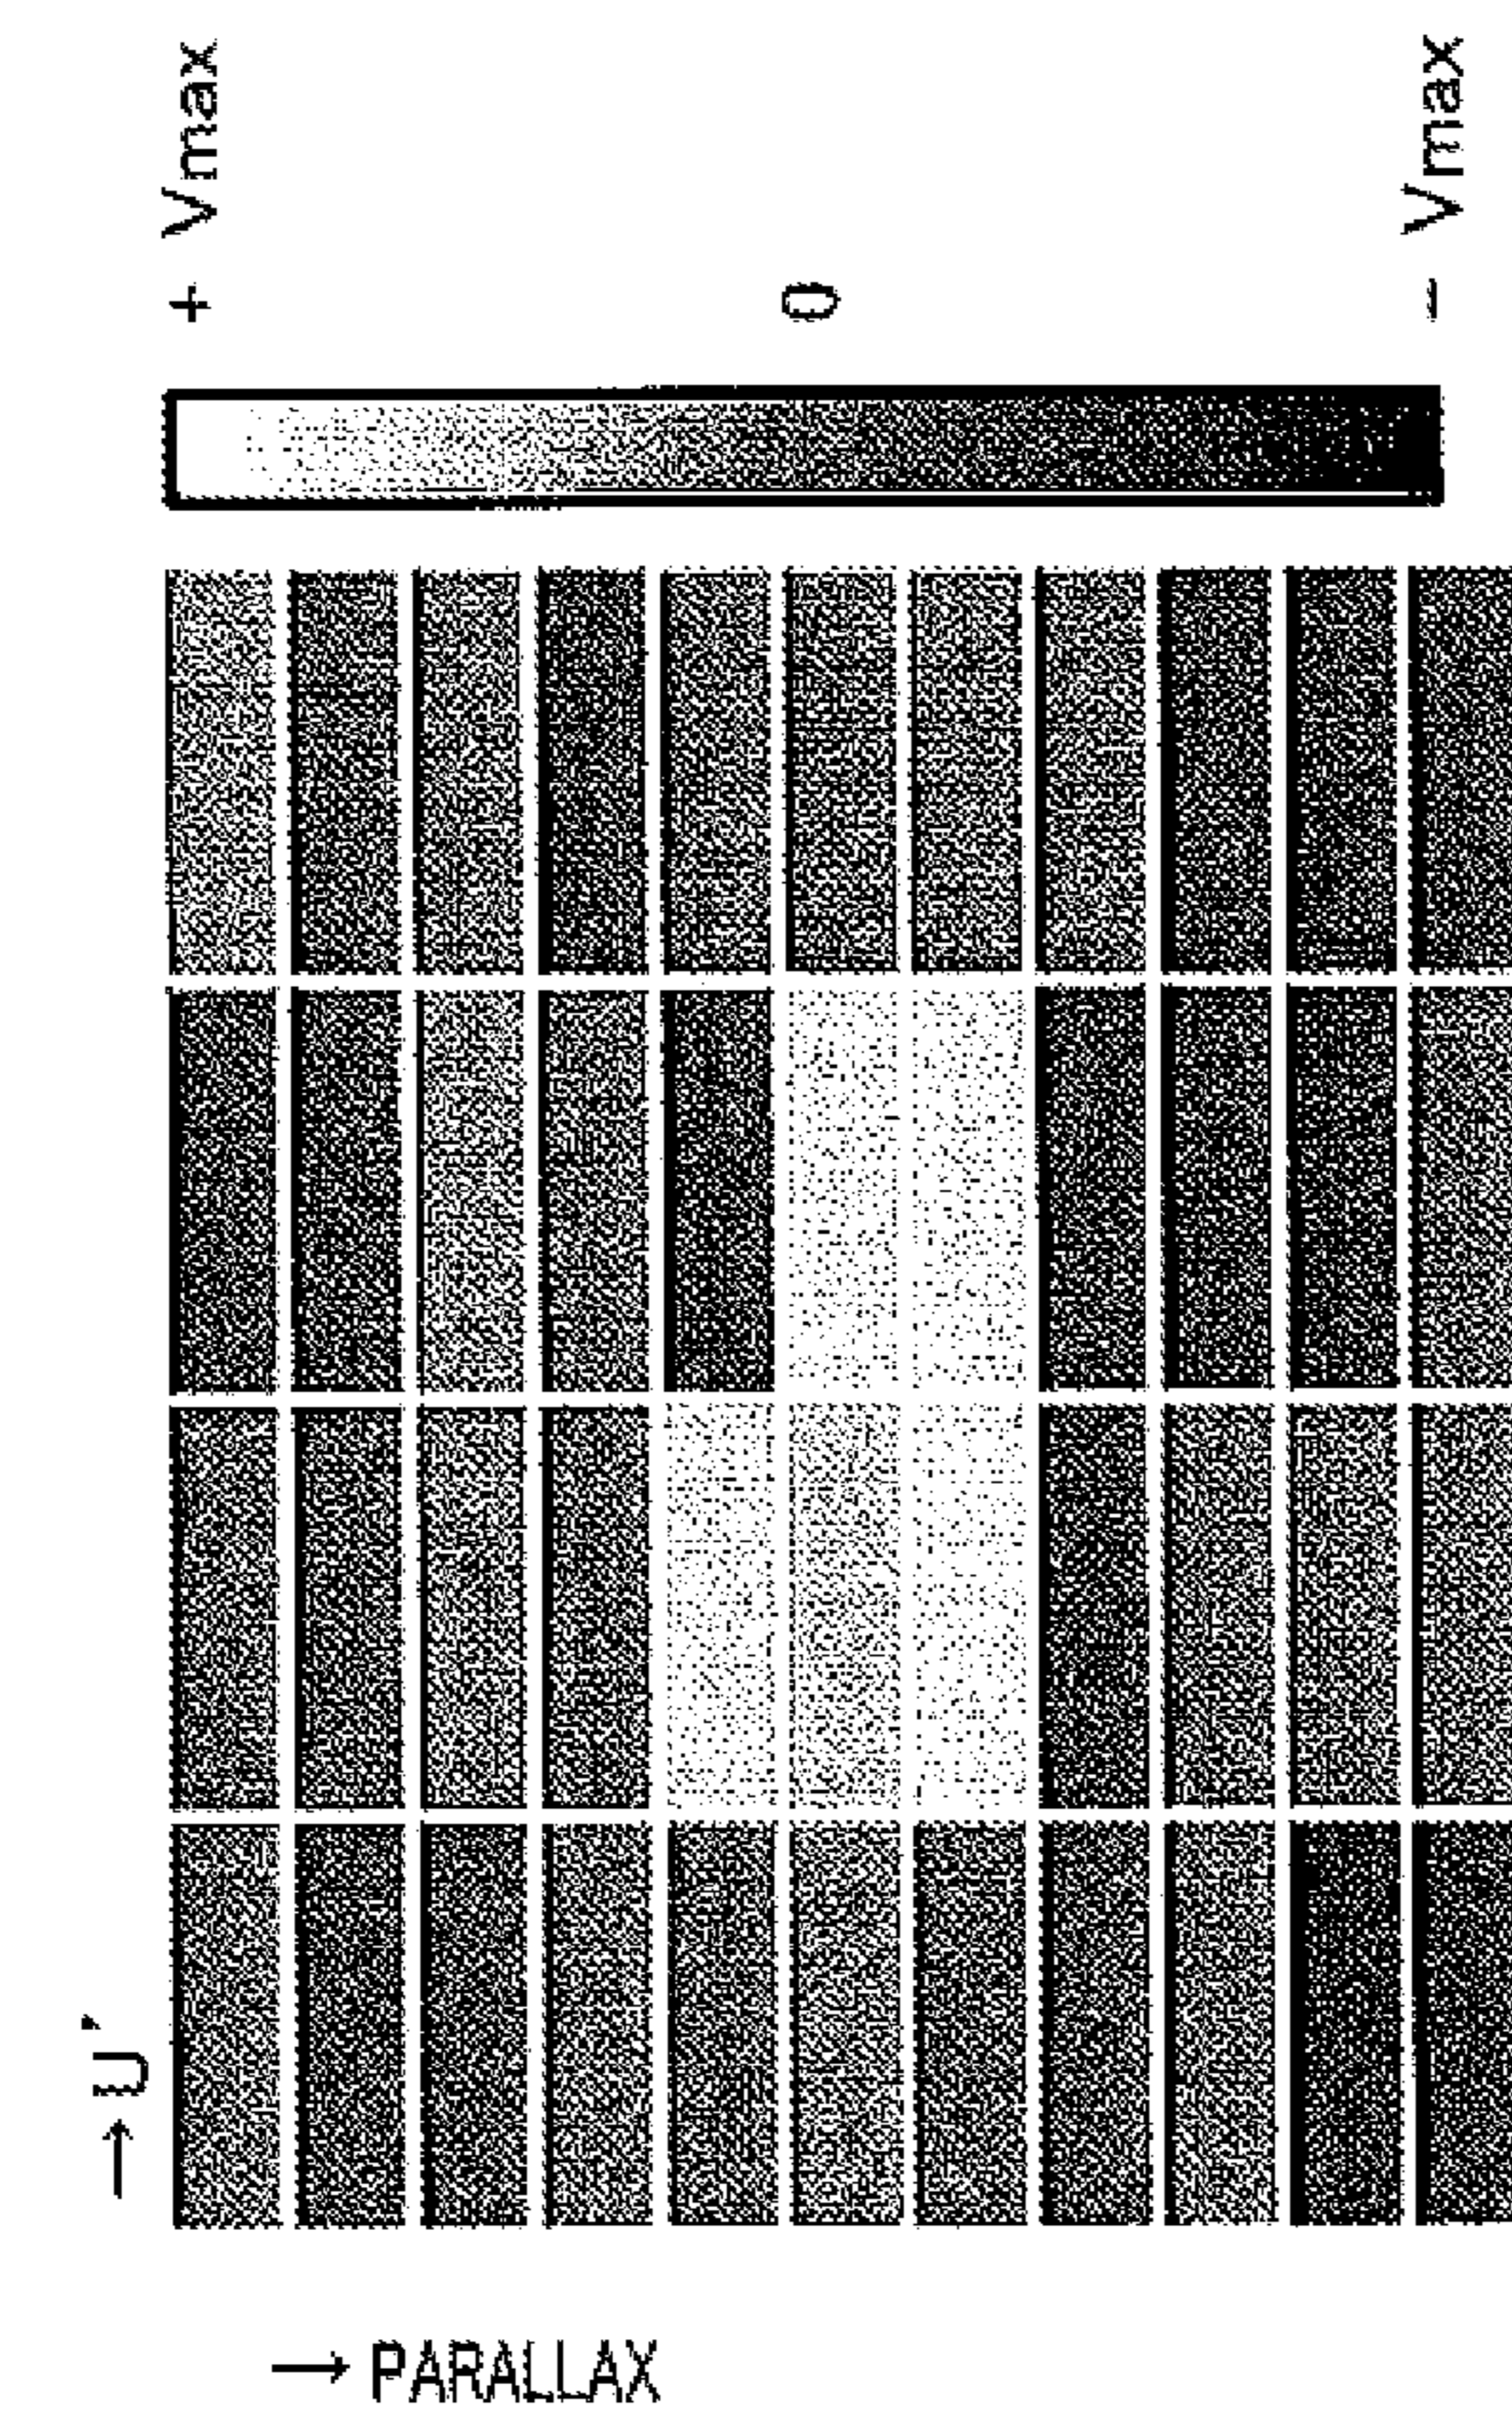 + Vmax
0
- Vmax
→ U′
→ PARALLAX